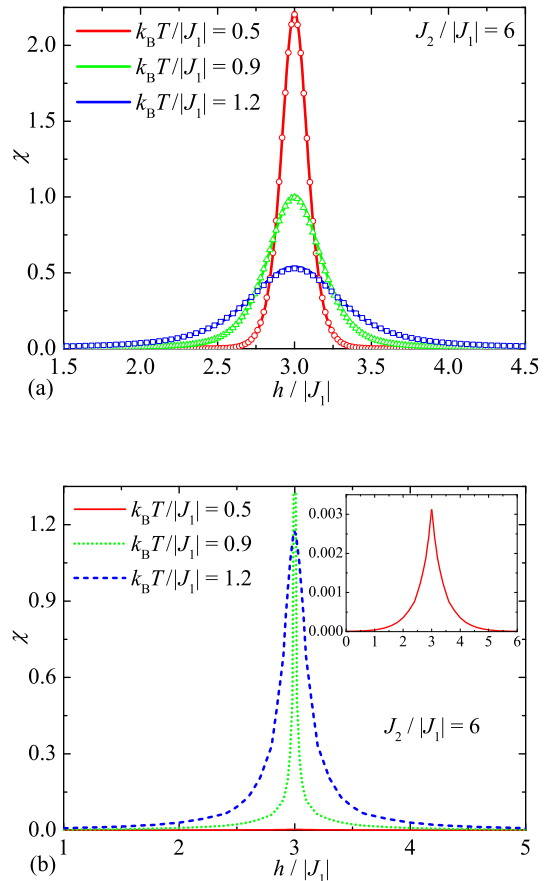 k_BT/|J_1| = 0.5
k_BT/|J_1| = 0.9
k_BT/|J_1| = 1.2
J_2 / |J_1| = 6
χ
2.0
1.5
1.0
0.5
0.0
1.5 2.0 2.5 3.0 3.5 4.0 4.5
h / |J_1|
(a)
k_BT/|J_1| = 0.5
k_BT/|J_1| = 0.9
k_BT/|J_1| = 1.2
0.003
0.002
0.001
0.000
0 1 2 3 4 5 6
J_2 / |J_1| = 6
χ
1.2
0.9
0.6
0.3
0.0
1 2 3 4 5
h / |J_1|
(b)